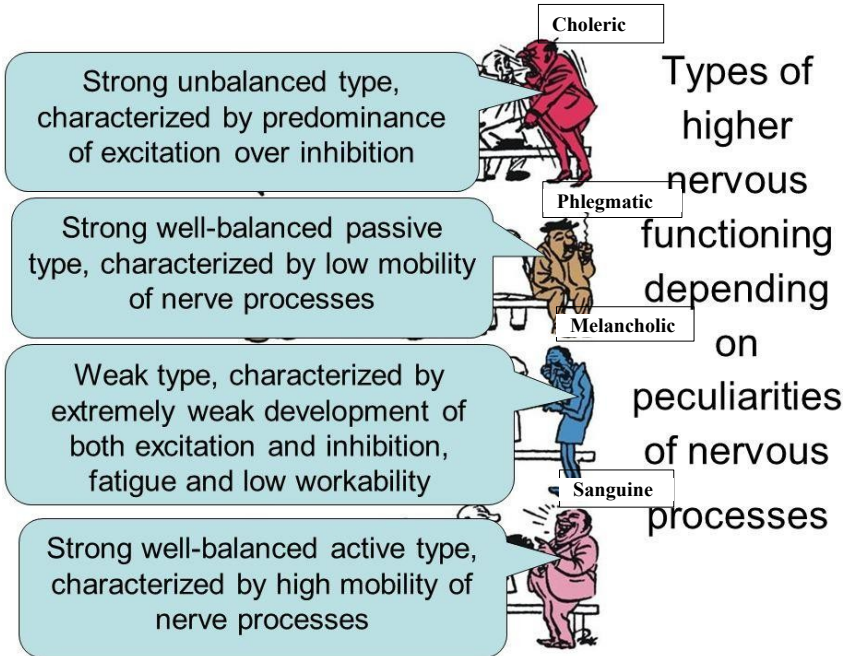 Choleric
Strong unbalanced type,
characterized by predominance
of excitation over inhibition
Phlegmatic
Strong well-balanced passive
type, characterized by low mobility
of nerve processes
Melancholic
Weak type, characterized by
extremely weak development of
both excitation and inhibition,
fatigue and low workability
Sanguine
Strong well-balanced active type,
characterized by high mobility of
nerve processes
Types of
higher
nervous
functioning
depending
on
peculiarities
of nervous
processes